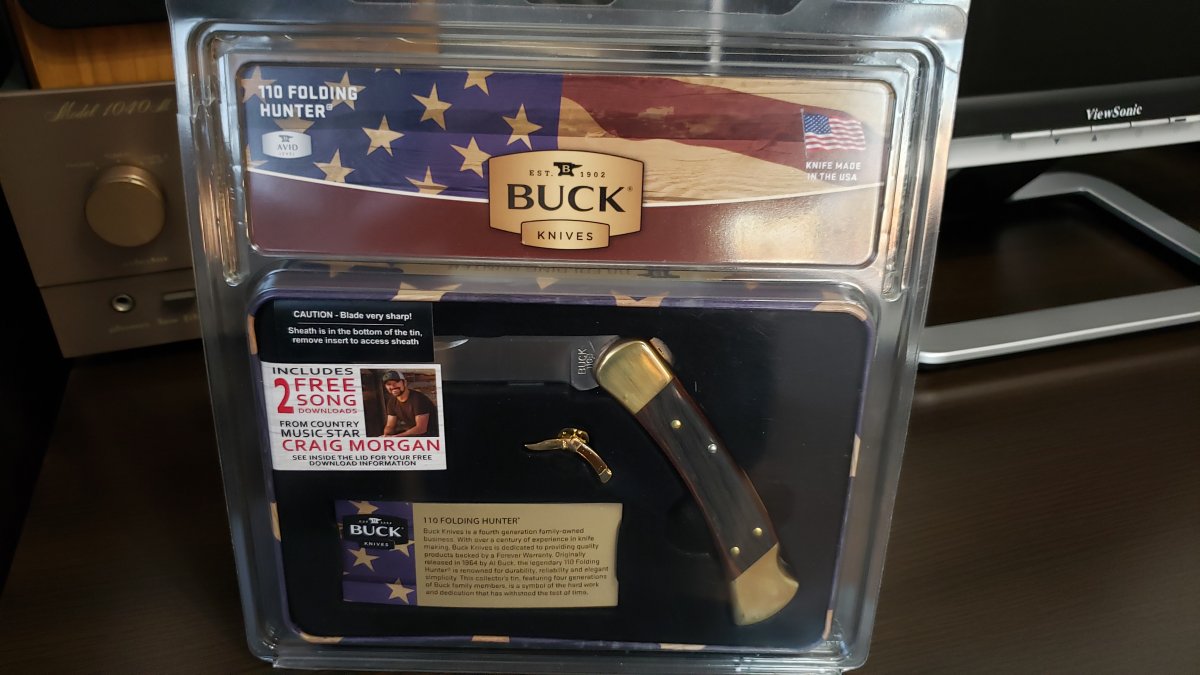 Model 1040
ViewSonic
110 FOLDING
HUNTER®
AVID
KNIFE MADE
IN THE USA
EST. B 1902
BUCK®
KNIVES
CAUTION - Blade very sharp!
Sheath is in the bottom of the tin,
remove insert to access sheath
INCLUDES
2 FREE
SONG
DOWNLOADS
FROM COUNTRY
MUSIC STAR
CRAIG MORGAN
SEE INSIDE THE LID FOR YOUR FREE
DOWNLOAD INFORMATION
BUCK
110
BUCK
KNIVES
110 FOLDING HUNTER®
Buck Knives is a fourth generation family-owned
business. With over a century of experience in knife
making, Buck Knives is dedicated to providing quality
products backed by a Forever Warranty. Originally
released in 1964 by Al Buck, the legendary 110 Folding
Hunter® is renowned for durability, reliability and elegant
simplicity. This collector's tin, featuring four generations
of Buck family members, is a symbol of the hard work
and dedication that has withstood the test of time.